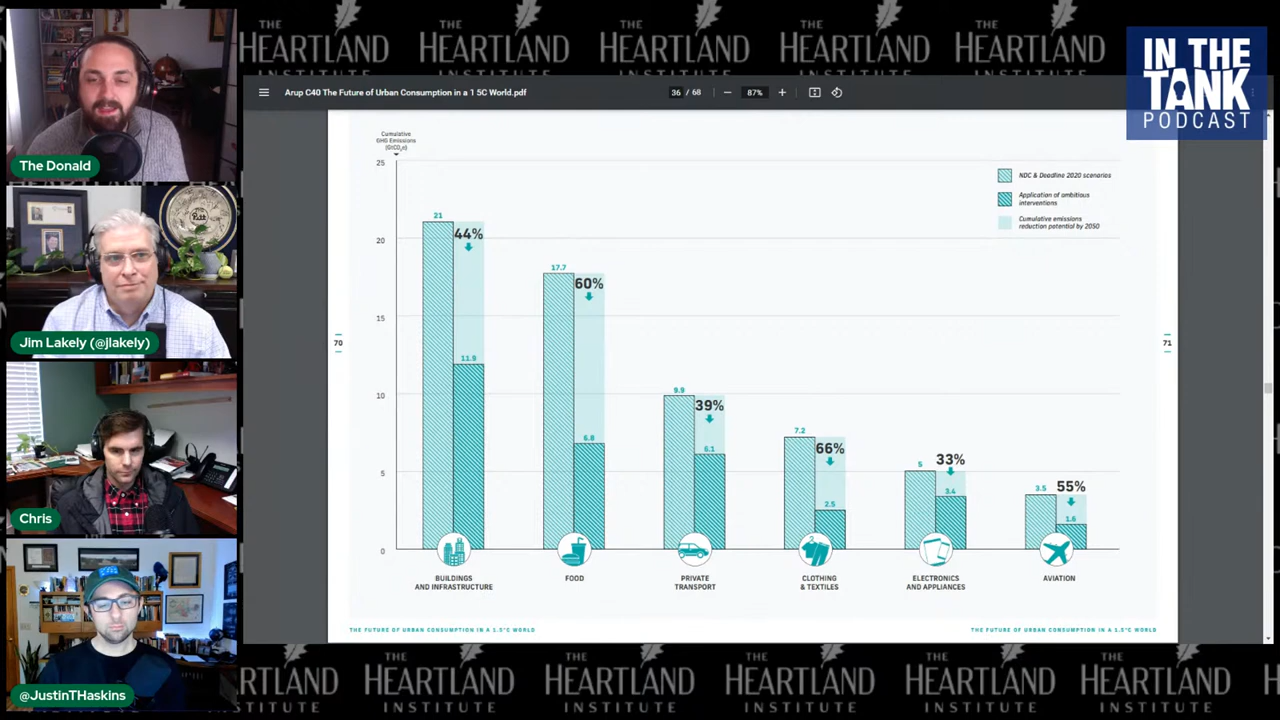 THE HEARTLAND INSTITUTE
IN THE TANK
PODCAST
Arup C40 The Future of Urban Consumption in a 1 5C World.pdf
36 / 68
87%
The Donald
Jim Lakely (@jlakely)
Chris
@JustinTHaskins
Cumulative
GHG Emissions
(GtCO2e)
25
20
15
10
5
0
NDC & Deadline 2020 scenarios
Application of ambitious
interventions
Cumulative emissions
reduction potential by 2050
21
44%
11.9
17.7
60%
6.8
9.9
39%
6.1
7.2
66%
2.5
5
33%
3.4
3.5
55%
1.6
70
71
BUILDINGS
AND INFRASTRUCTURE
FOOD
PRIVATE
TRANSPORT
CLOTHING
& TEXTILES
ELECTRONICS
AND APPLIANCES
AVIATION
THE FUTURE OF URBAN CONSUMPTION IN A 1.5°C WORLD
THE FUTURE OF URBAN CONSUMPTION IN A 1.5°C WORLD
THE HEARTLAND INSTITUTE